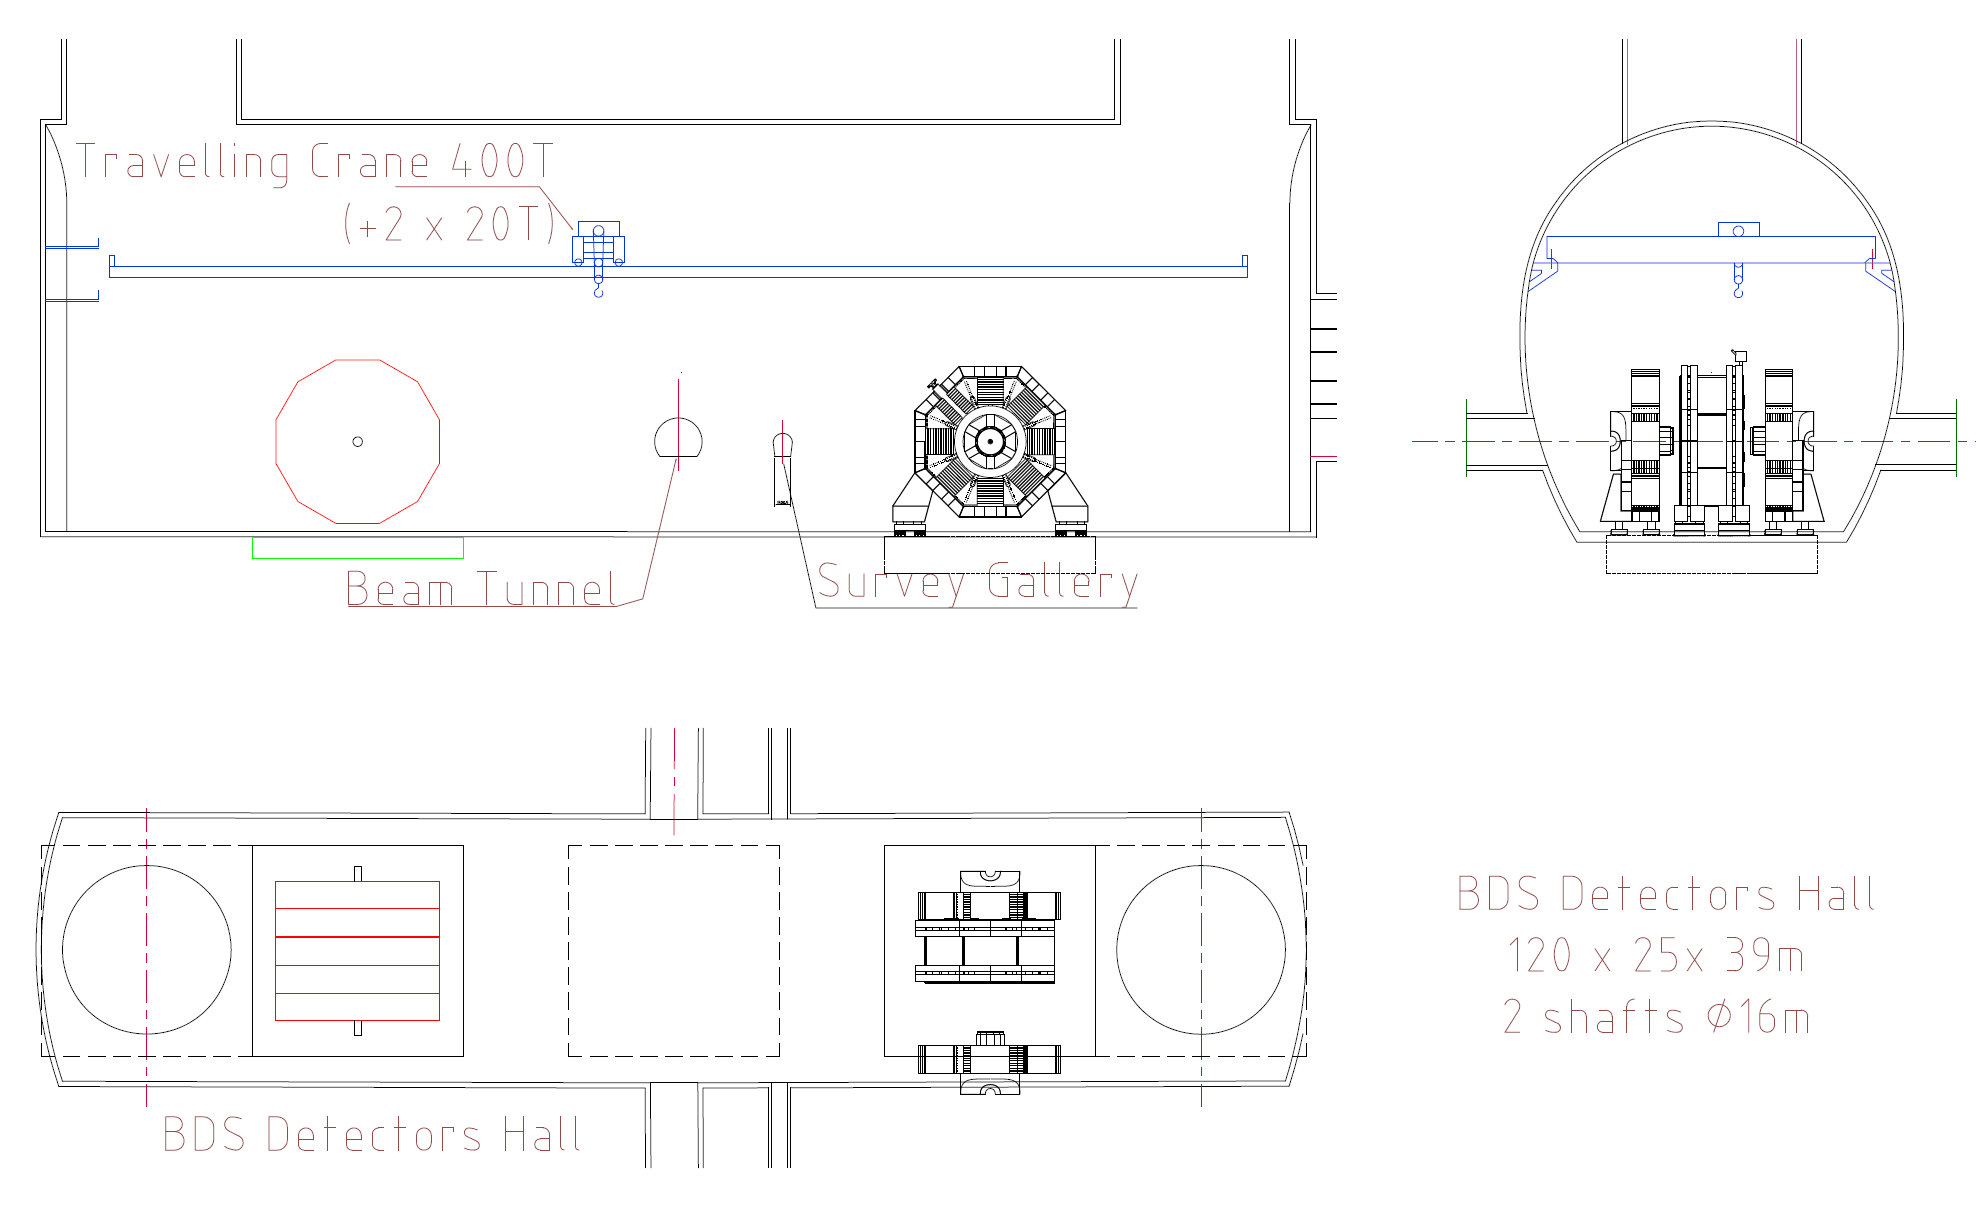 Travelling Crane 400T
(+2 x 20T)
Beam Tunnel
Survey Gallery
BDS Detectors Hall
120 x 25x 39m
2 shafts Ø16m
BDS Detectors Hall